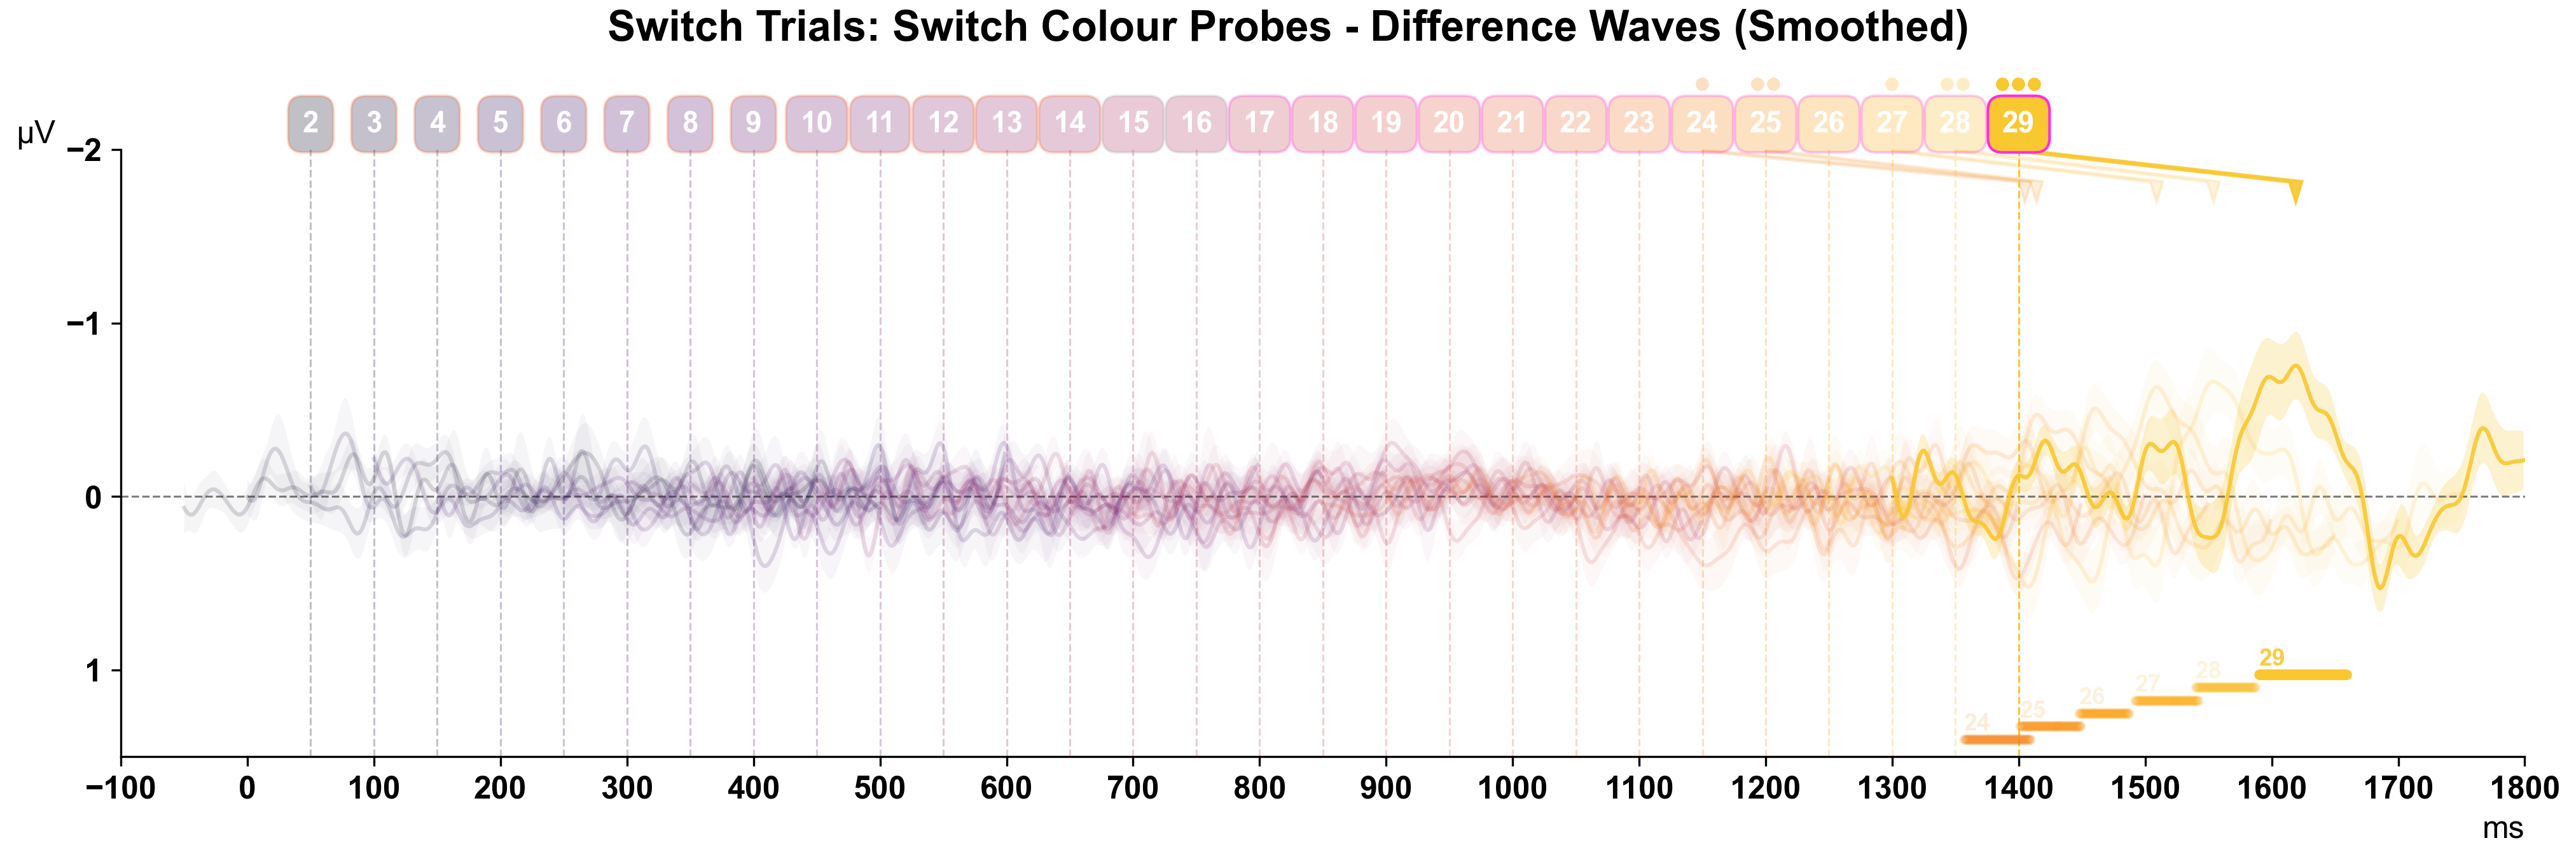 Switch Trials: Switch Colour Probes - Difference Waves (Smoothed)
2 3 4 5 6 7 8 9 10 11 12 13 14 15 16 17 18 19 20 21 22 23 24 25 26 27 28 29
µV
−2
−1
0
1
29
28
27
26
25
24
−100 0 100 200 300 400 500 600 700 800 900 1000 1100 1200 1300 1400 1500 1600 1700 1800
ms